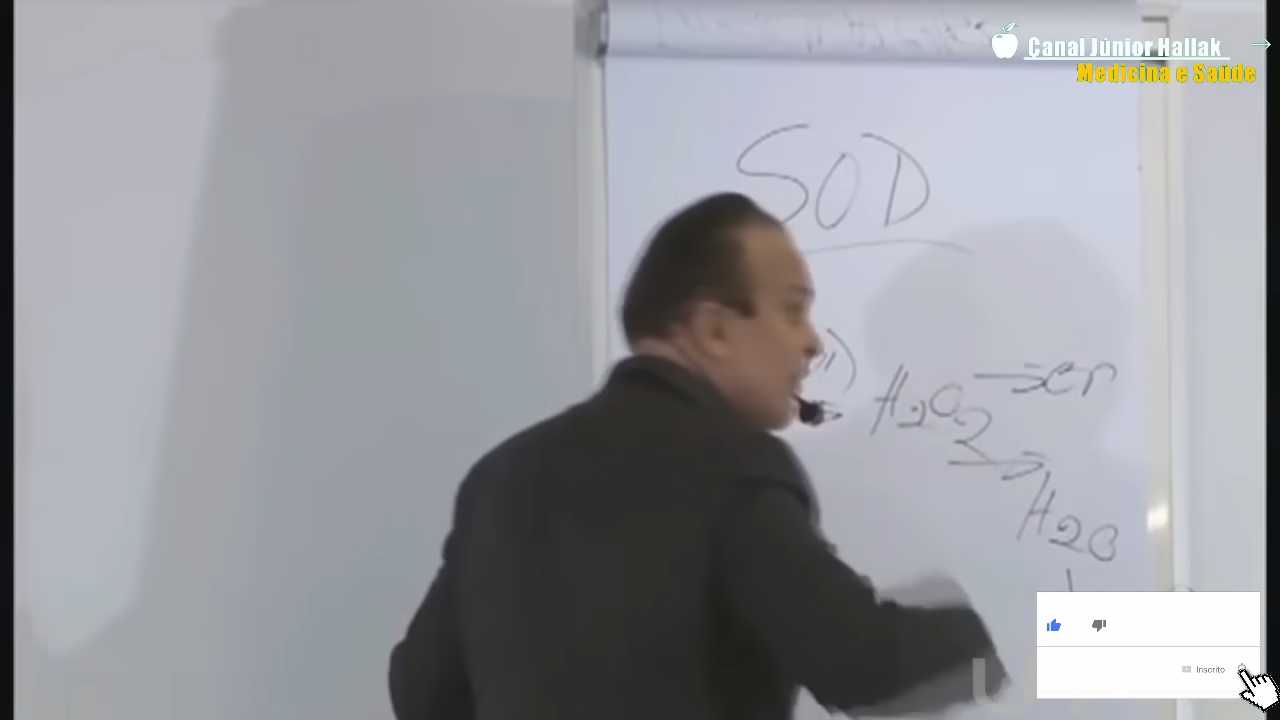 Canal Júnior Hallak
Medicina e Saúde
SOD
H2O2
H2O
Inscrito